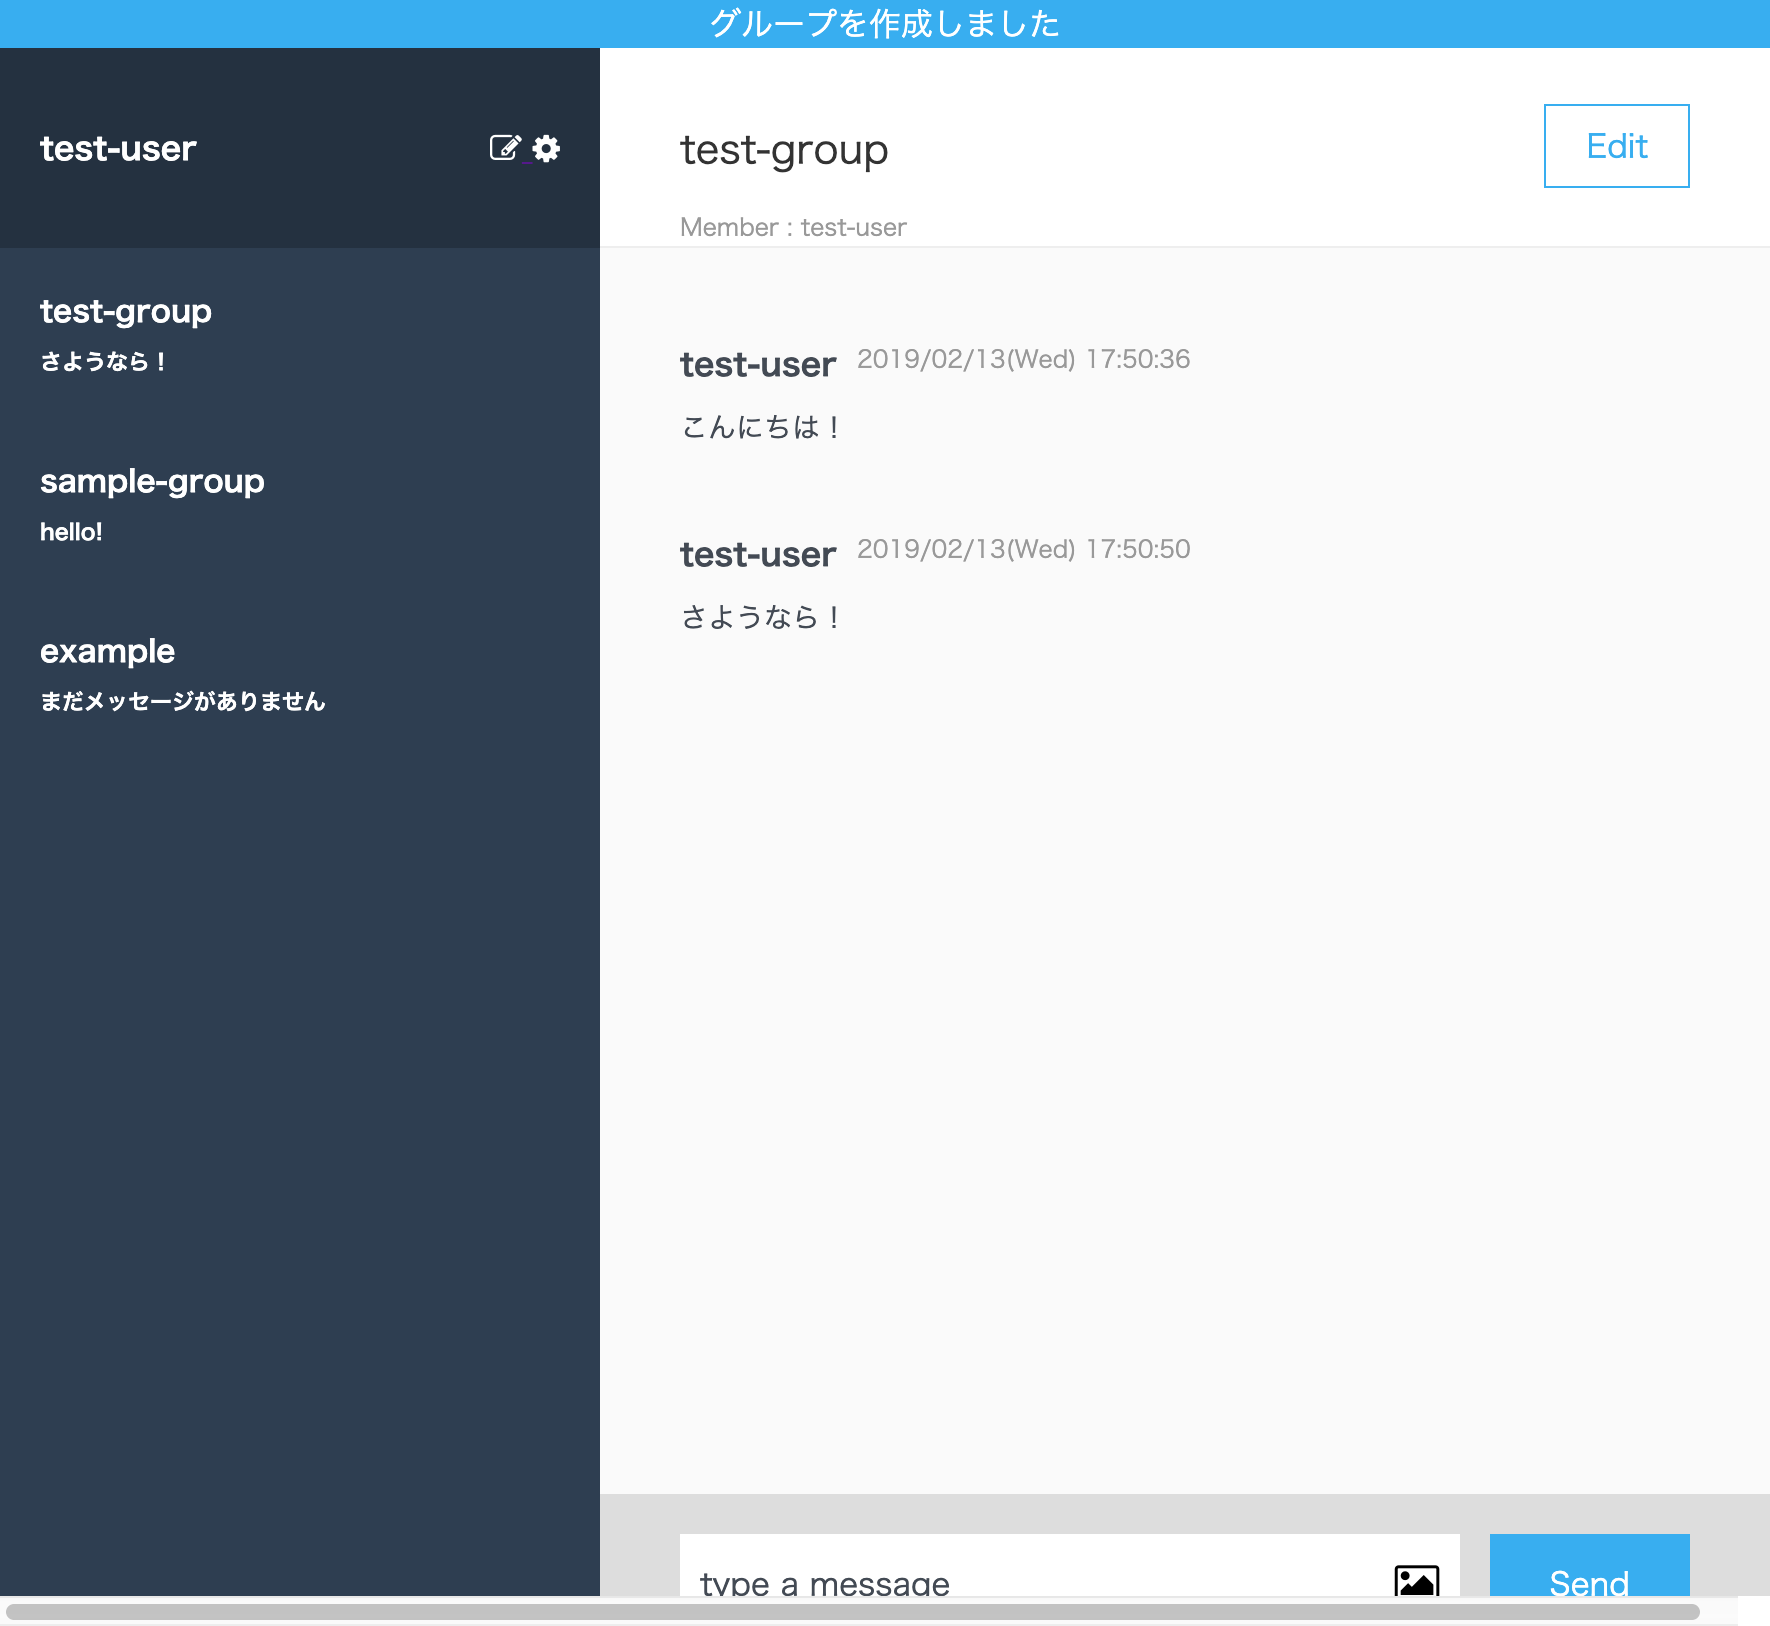 グループを作成しました
test-user
test-group
さようなら！
sample-group
hello!
example
まだメッセージがありません
test-group
Edit
Member : test-user
test-user 2019/02/13(Wed) 17:50:36
こんにちは！
test-user 2019/02/13(Wed) 17:50:50
さようなら！
type a message
Send